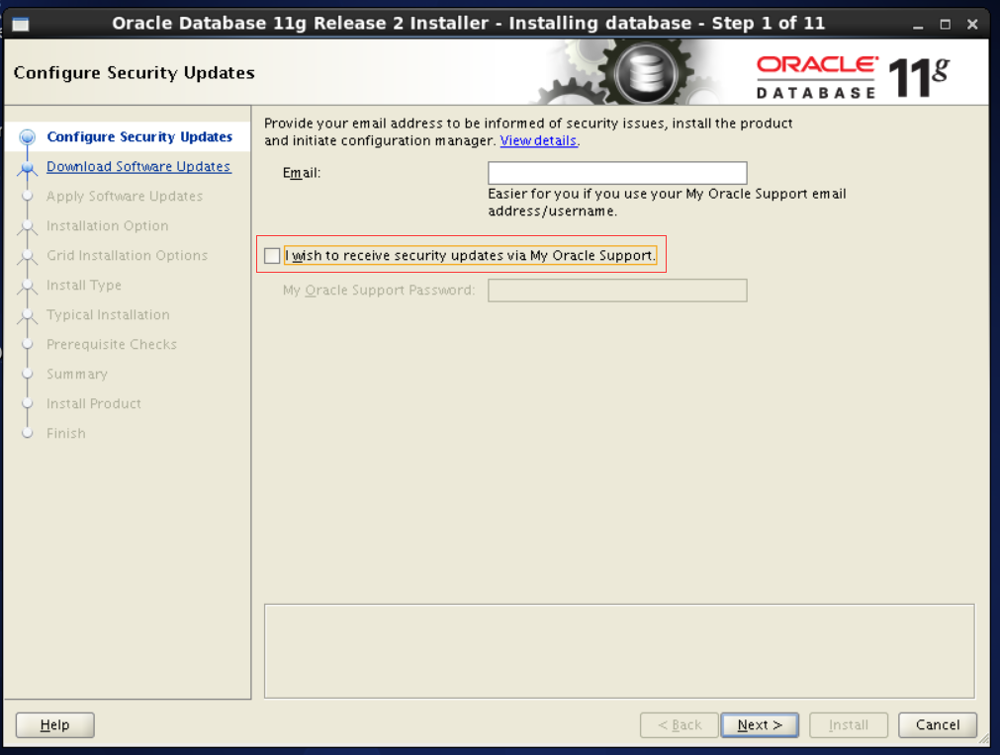 Oracle Database 11g Release 2 Installer - Installing database - Step 1 of 11
Configure Security Updates
ORACLE
DATABASE
11g
Configure Security Updates
Download Software Updates
Apply Software Updates
Installation Option
Grid Installation Options
Install Type
Typical Installation
Prerequisite Checks
Summary
Install Product
Finish
Provide your email address to be informed of security issues, install the product
and initiate configuration manager. View details.
Email:
Easier for you if you use your My Oracle Support email
address/username.
I wish to receive security updates via My Oracle Support.
My Oracle Support Password:
Help
< Back
Next >
Install
Cancel